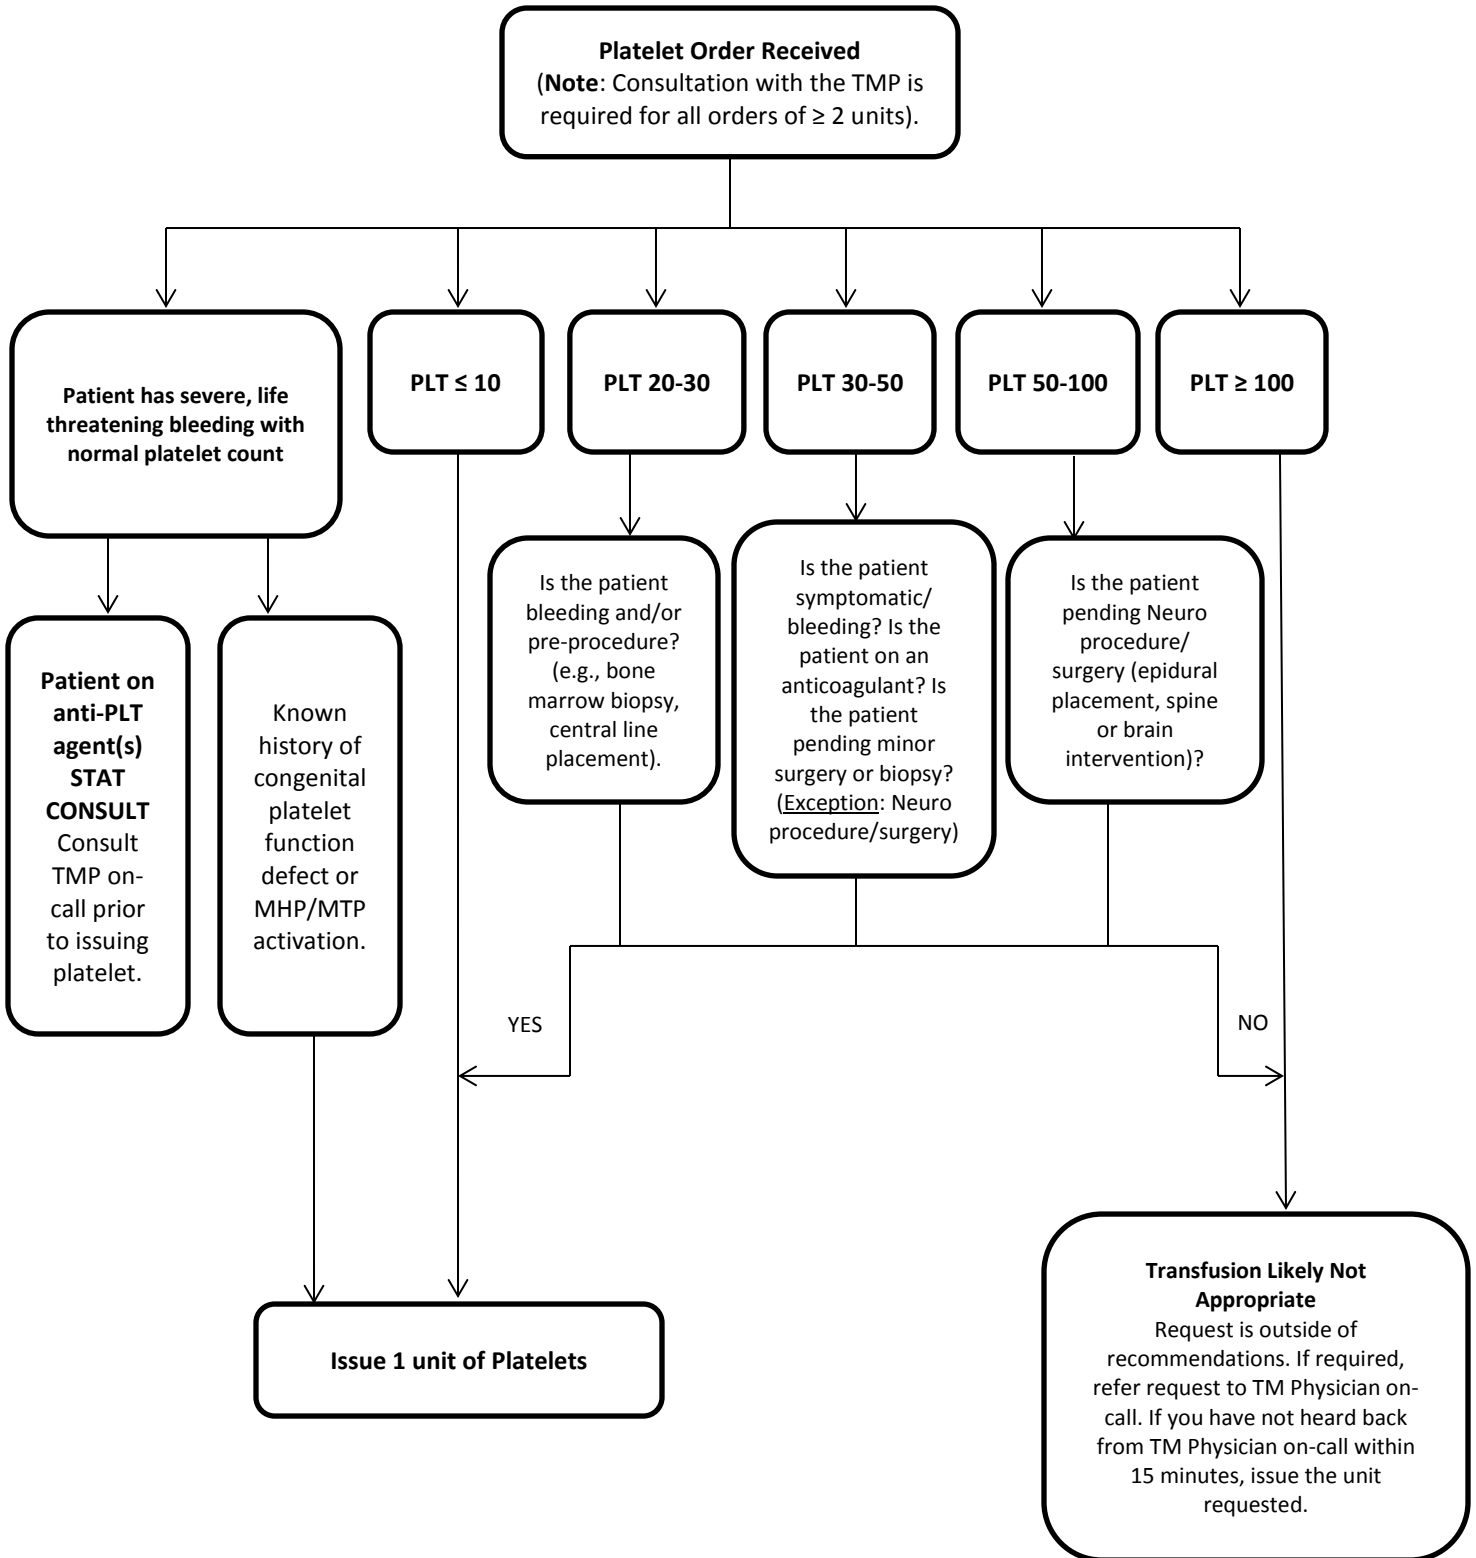 Platelet Order Received
(Note: Consultation with the TMP is
required for all orders of ≥ 2 units).
Patient has severe, life
threatening bleeding with
normal platelet count
PLT ≤ 10
PLT 20-30
PLT 30-50
PLT 50-100
PLT ≥ 100
Patient on
anti-PLT
agent(s)
STAT
CONSULT
Consult
TMP on-
call prior
to issuing
platelet.
Known
history of
congenital
platelet
function
defect or
MHP/MTP
activation.
Is the patient
bleeding and/or
pre-procedure?
(e.g., bone
marrow biopsy,
central line
placement).
Is the patient
symptomatic/
bleeding? Is the
patient on an
anticoagulant? Is
the patient
pending minor
surgery or biopsy?
(Exception: Neuro
procedure/surgery)
Is the patient
pending Neuro
procedure/
surgery (epidural
placement, spine
or brain
intervention)?
YES
NO
Issue 1 unit of Platelets
Transfusion Likely Not
Appropriate
Request is outside of
recommendations. If required,
refer request to TM Physician on-
call. If you have not heard back
from TM Physician on-call within
15 minutes, issue the unit
requested.